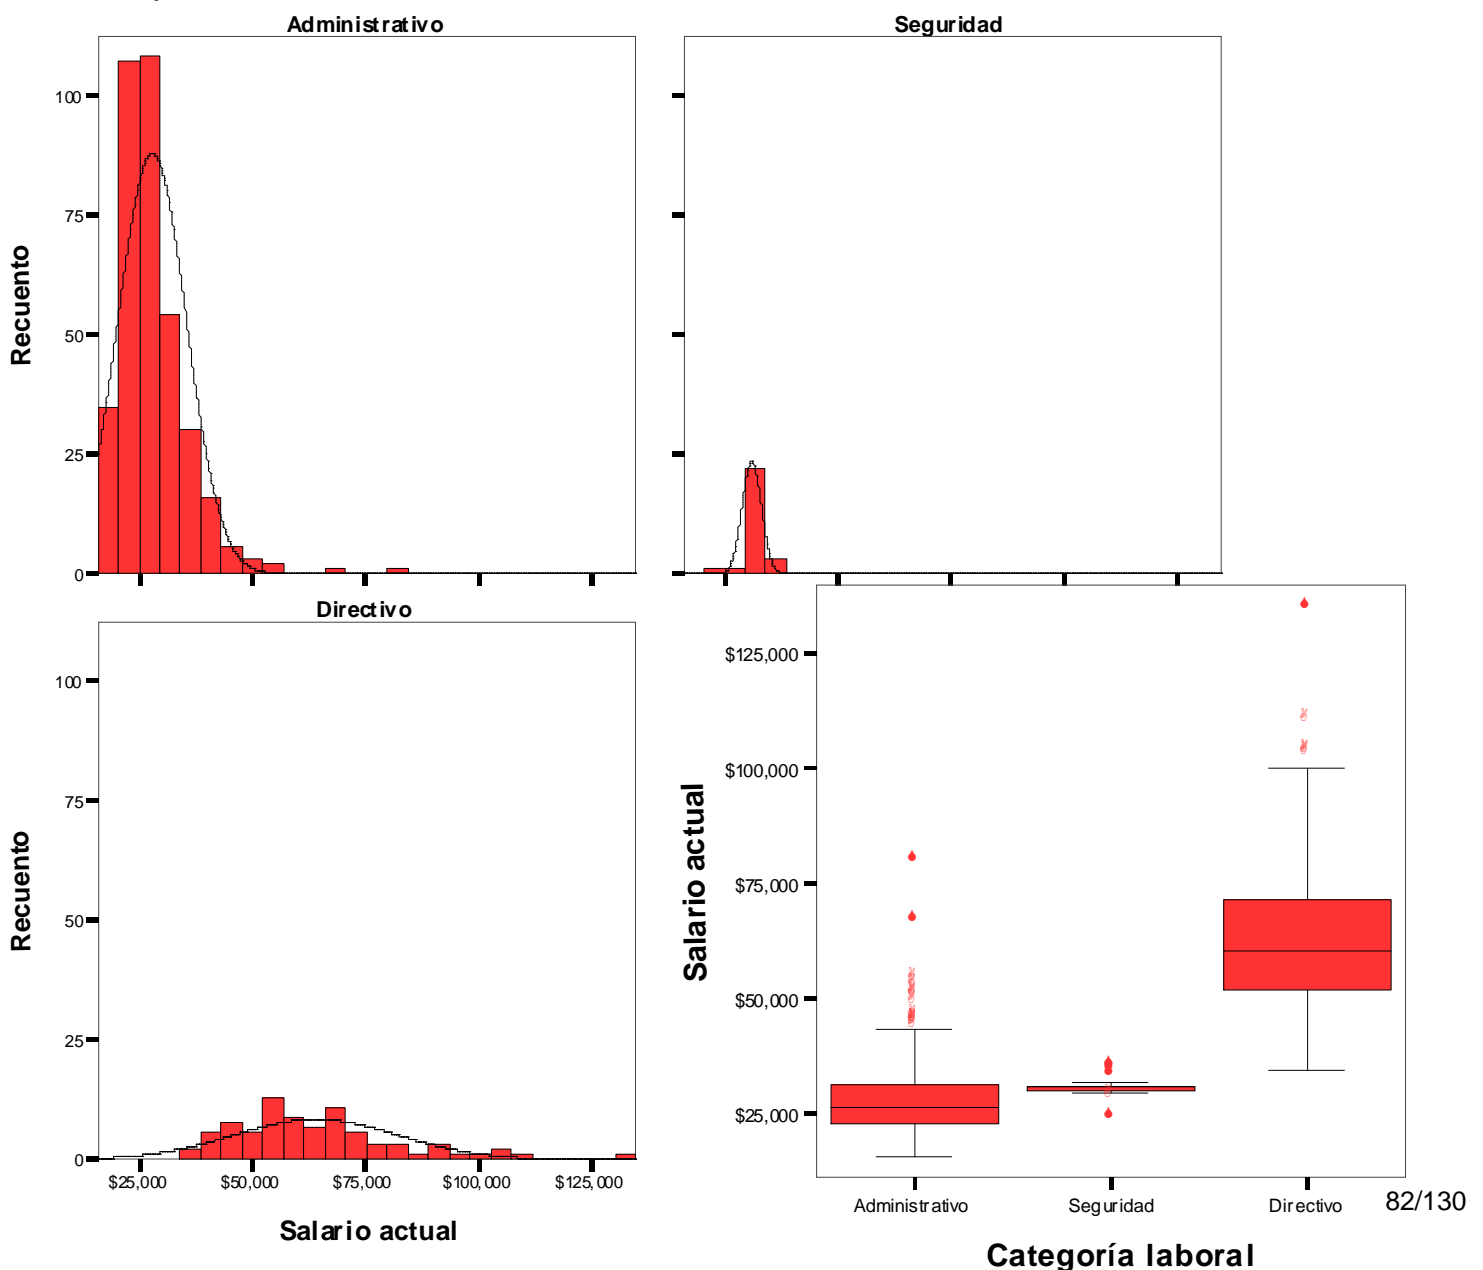 Administrativo
Seguridad
100
75
50
25
0
Recuento
Directivo
100
75
50
25
0
Recuento
$25,000
$50,000
$75,000
$100,000
$125,000
Salario actual
$125,000
$100,000
$75,000
$50,000
$25,000
Salario actual
Administrativo
Seguridad
Directivo
82/130
Categoría laboral